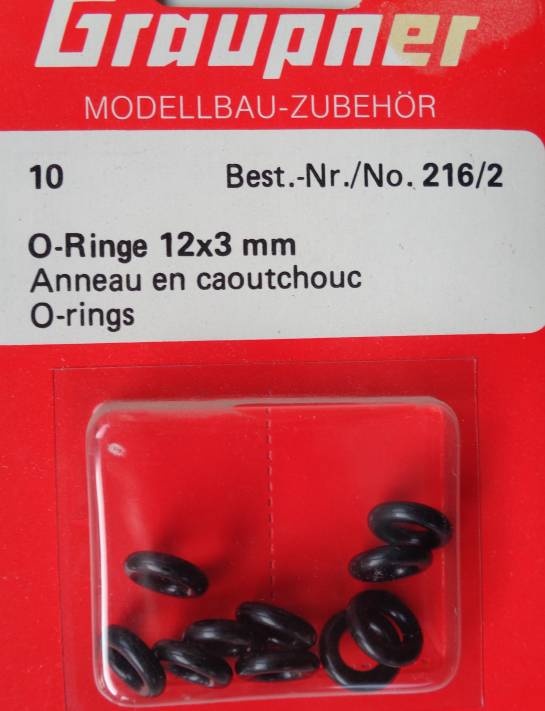 Graupner
MODELLBAU-ZUBEHÖR
10 Best.-Nr./No. 216/2
O-Ringe 12x3 mm
Anneau en caoutchouc
O-rings